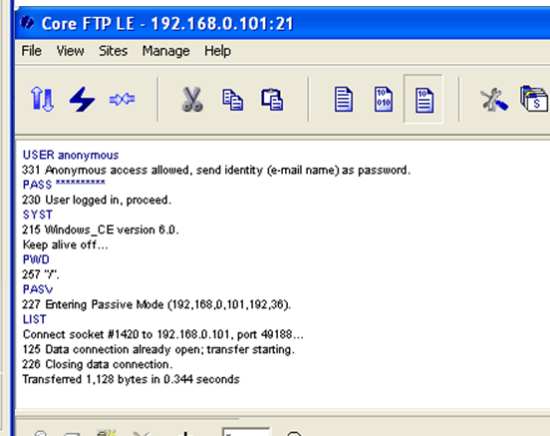 Core FTP LE - 192.168.0.101:21
File View Sites Manage Help
USER anonymous
331 Anonymous access allowed, send identity (e-mail name) as password.
PASS **********
230 User logged in, proceed.
SYST
215 Windows_CE version 6.0.
Keep alive off...
PWD
257 "/".
PASV
227 Entering Passive Mode (192,168,0,101,192,36).
LIST
Connect socket #1420 to 192.168.0.101, port 49188...
125 Data connection already open; transfer starting.
226 Closing data connection.
Transferred 1,128 bytes in 0.344 seconds